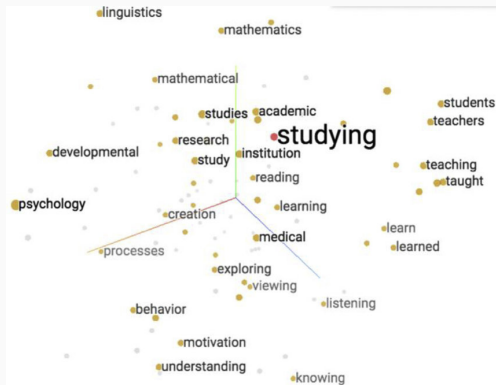 linguistics
mathematics
mathematical
students
studies
academic
teachers
studying
research
developmental
study
institution
teaching
reading
taught
psychology
creation
learning
learn
medical
learned
processes
exploring
viewing
listening
behavior
motivation
understanding
knowing